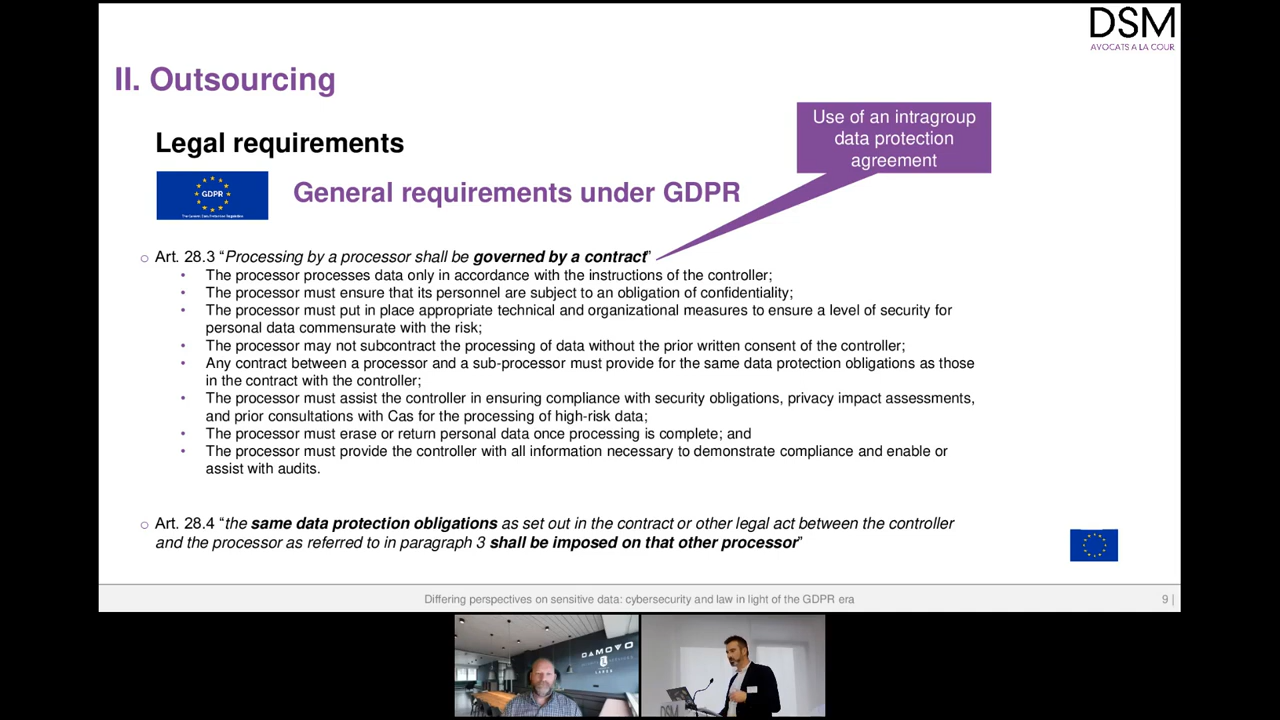 DSM
AVOCATS A LA COUR
II. Outsourcing
Use of an intragroup
data protection
agreement
Legal requirements
GDPR
General requirements under GDPR
Art. 28.3 “Processing by a processor shall be governed by a contract”
The processor processes data only in accordance with the instructions of the controller;
The processor must ensure that its personnel are subject to an obligation of confidentiality;
The processor must put in place appropriate technical and organizational measures to ensure a level of security for
personal data commensurate with the risk;
The processor may not subcontract the processing of data without the prior written consent of the controller;
Any contract between a processor and a sub-processor must provide for the same data protection obligations as those
in the contract with the controller;
The processor must assist the controller in ensuring compliance with security obligations, privacy impact assessments,
and prior consultations with Cas for the processing of high-risk data;
The processor must erase or return personal data once processing is complete; and
The processor must provide the controller with all information necessary to demonstrate compliance and enable or
assist with audits.
Art. 28.4 “the same data protection obligations as set out in the contract or other legal act between the controller
and the processor as referred to in paragraph 3 shall be imposed on that other processor”
Differing perspectives on sensitive data: cybersecurity and law in light of the GDPR era
9 |
DAMOVO
DSM